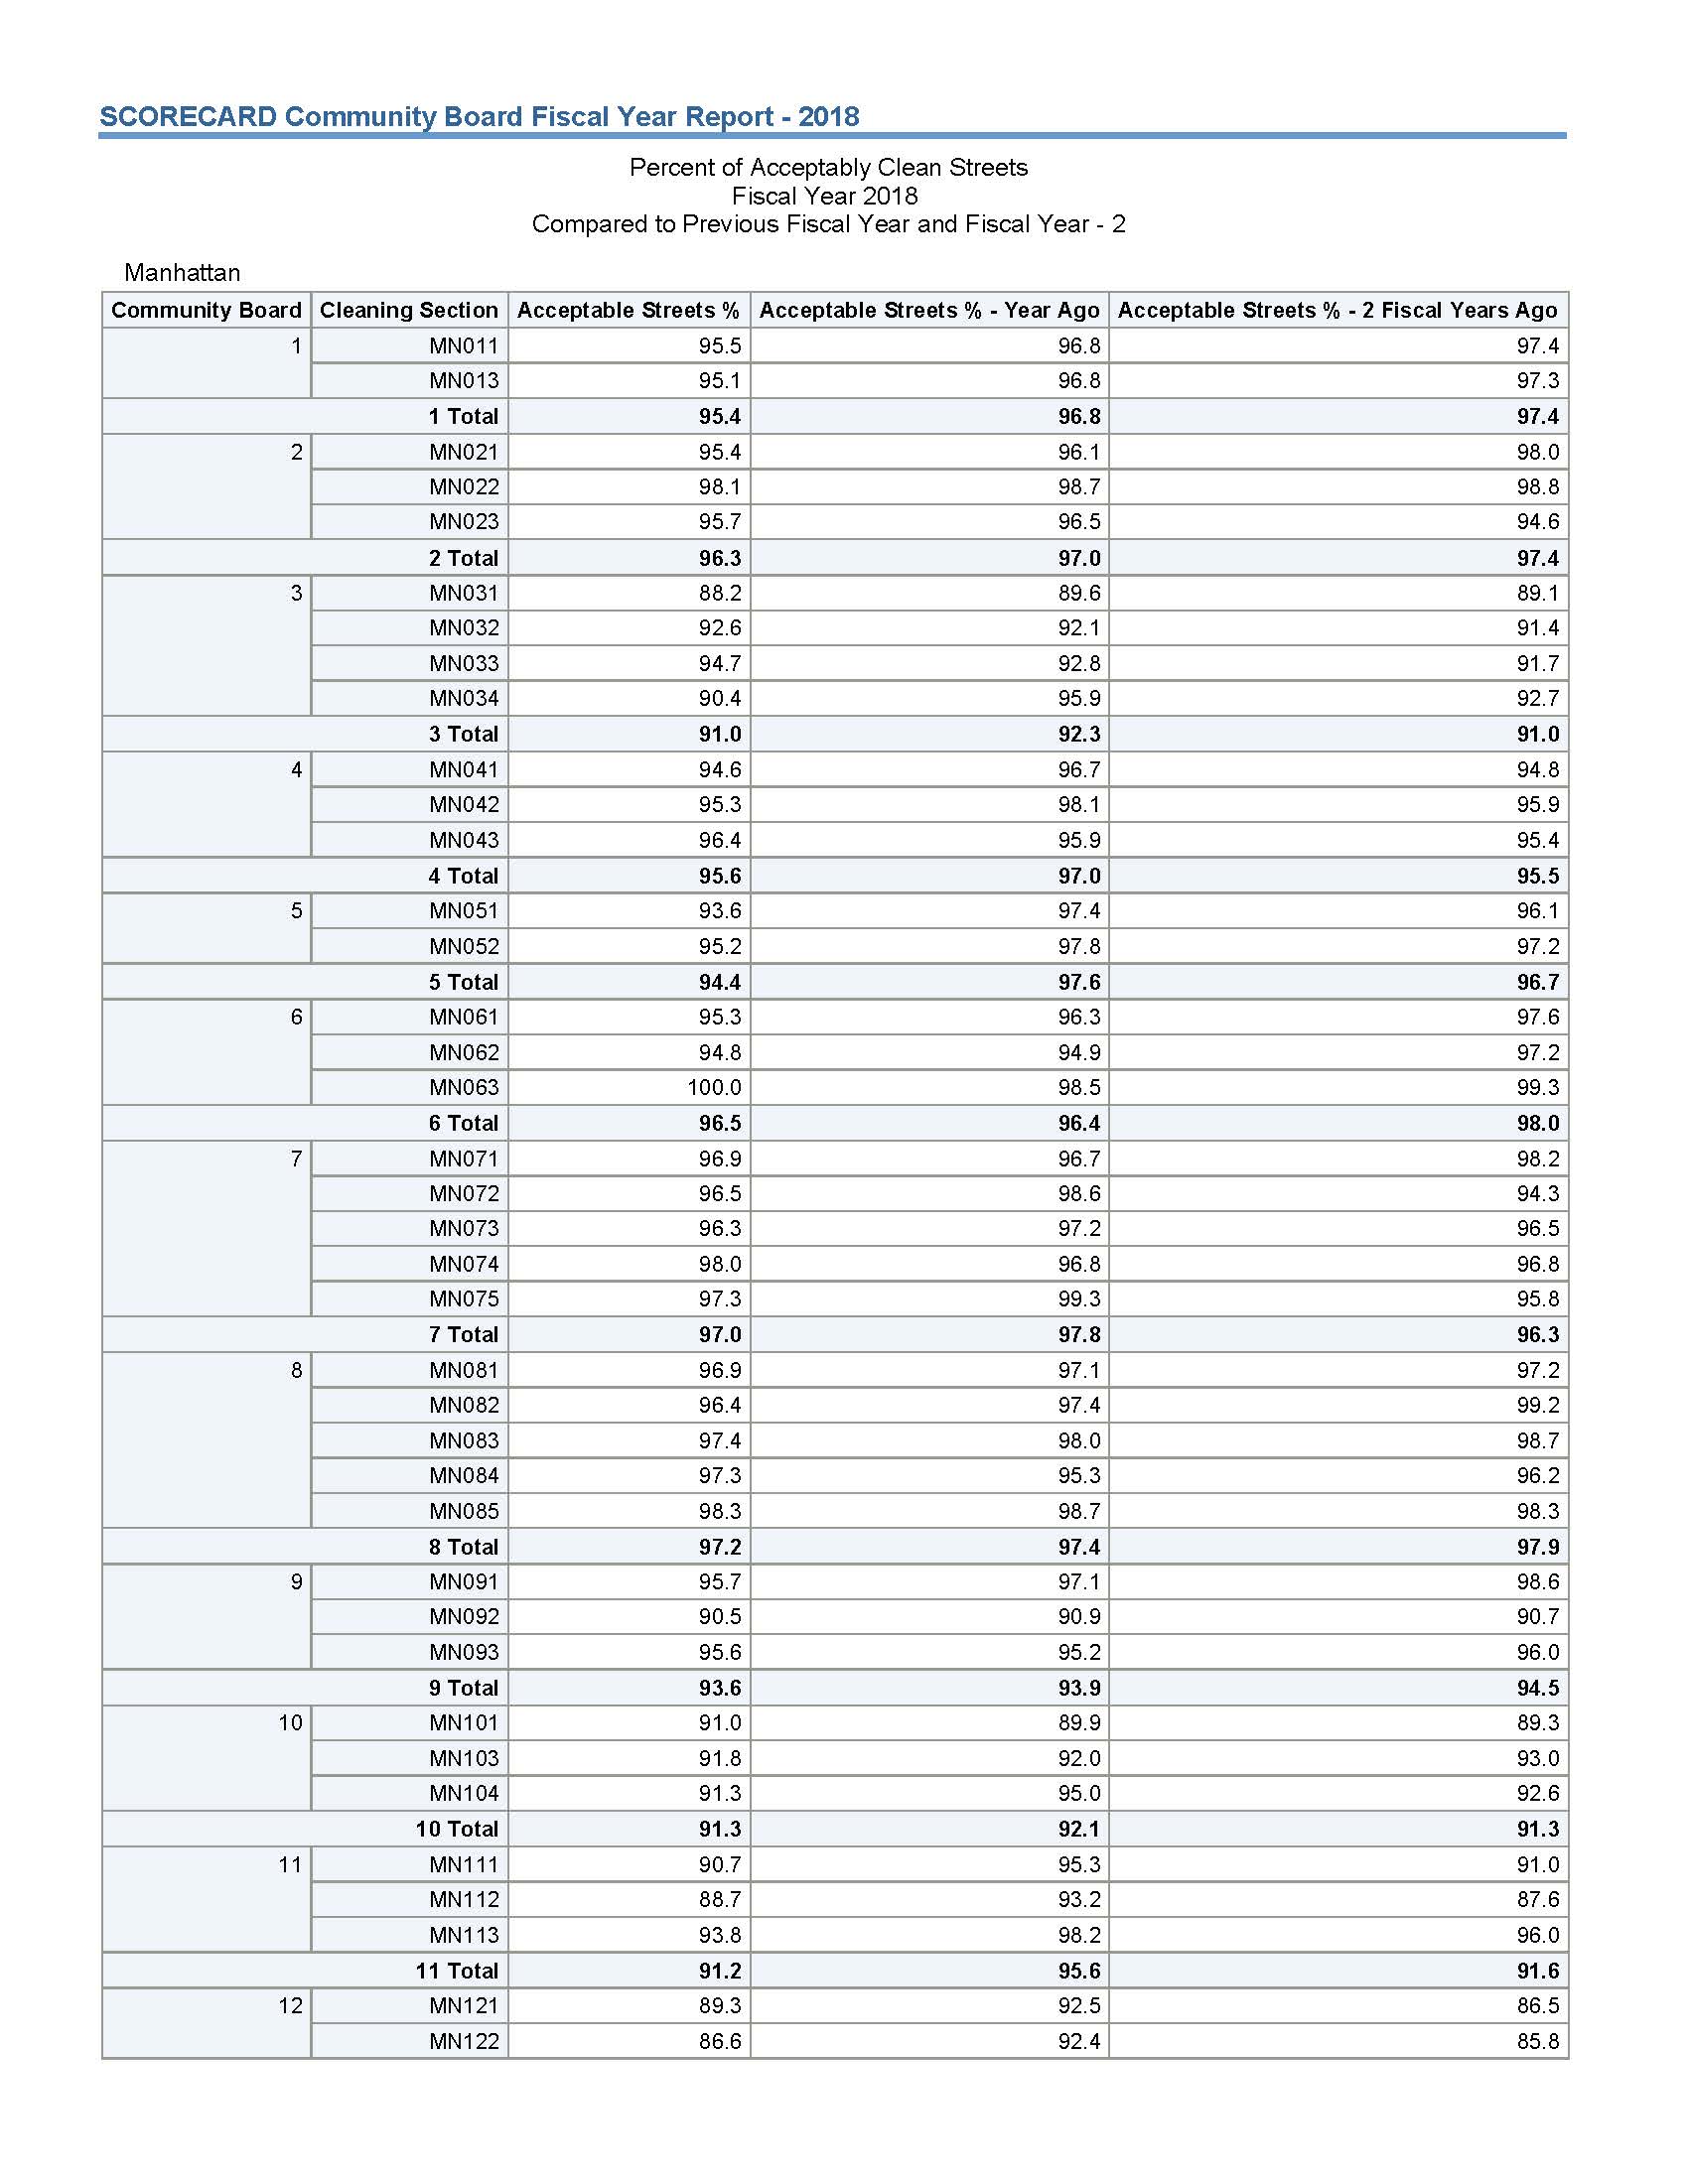 SCORECARD Community Board Fiscal Year Report - 2018
Percent of Acceptably Clean Streets
Fiscal Year 2018
Compared to Previous Fiscal Year and Fiscal Year - 2
Manhattan
Community Board Cleaning Section Acceptable Streets % Acceptable Streets % - Year Ago Acceptable Streets % - 2 Fiscal Years Ago
1 MN011 95.5 96.8 97.4
MN013 95.1 96.8 97.3
1 Total 95.4 96.8 97.4
2 MN021 95.4 96.1 98.0
MN022 98.1 98.7 98.8
MN023 95.7 96.5 94.6
2 Total 96.3 97.0 97.4
3 MN031 88.2 89.6 89.1
MN032 92.6 92.1 91.4
MN033 94.7 92.8 91.7
MN034 90.4 95.9 92.7
3 Total 91.0 92.3 91.0
4 MN041 94.6 96.7 94.8
MN042 95.3 98.1 95.9
MN043 96.4 95.9 95.4
4 Total 95.6 97.0 95.5
5 MN051 93.6 97.4 96.1
MN052 95.2 97.8 97.2
5 Total 94.4 97.6 96.7
6 MN061 95.3 96.3 97.6
MN062 94.8 94.9 97.2
MN063 100.0 98.5 99.3
6 Total 96.5 96.4 98.0
7 MN071 96.9 96.7 98.2
MN072 96.5 98.6 94.3
MN073 96.3 97.2 96.5
MN074 98.0 96.8 96.8
MN075 97.3 99.3 95.8
7 Total 97.0 97.8 96.3
8 MN081 96.9 97.1 97.2
MN082 96.4 97.4 99.2
MN083 97.4 98.0 98.7
MN084 97.3 95.3 96.2
MN085 98.3 98.7 98.3
8 Total 97.2 97.4 97.9
9 MN091 95.7 97.1 98.6
MN092 90.5 90.9 90.7
MN093 95.6 95.2 96.0
9 Total 93.6 93.9 94.5
10 MN101 91.0 89.9 89.3
MN103 91.8 92.0 93.0
MN104 91.3 95.0 92.6
10 Total 91.3 92.1 91.3
11 MN111 90.7 95.3 91.0
MN112 88.7 93.2 87.6
MN113 93.8 98.2 96.0
11 Total 91.2 95.6 91.6
12 MN121 89.3 92.5 86.5
MN122 86.6 92.4 85.8